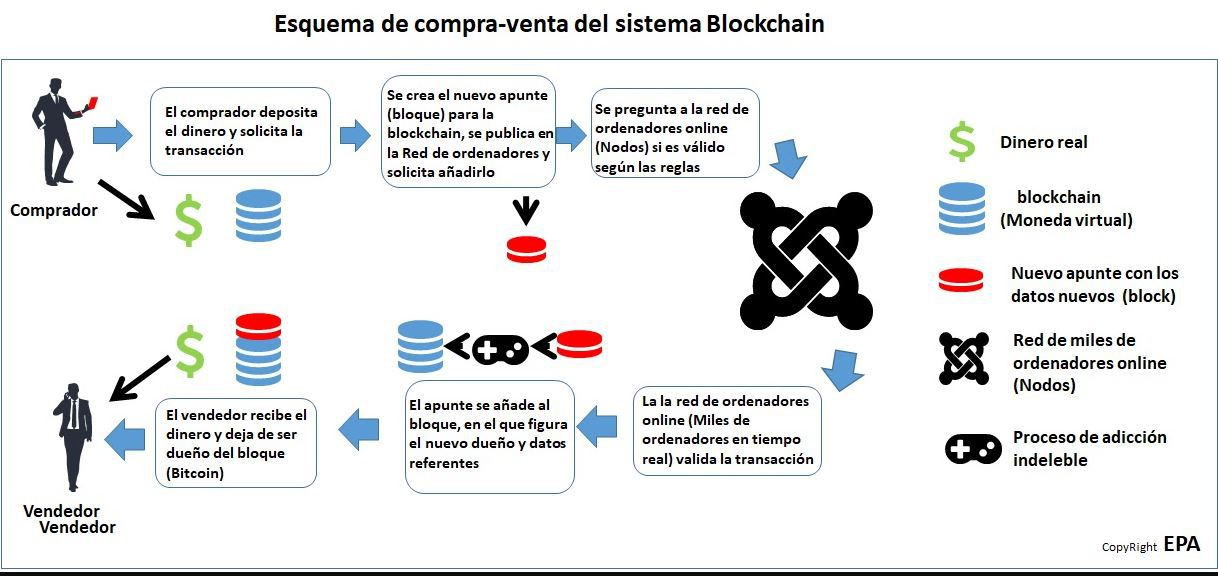 Esquema de compra-venta del sistema Blockchain
El comprador deposita
el dinero y solicita la
transacción
Se crea el nuevo apunte
(bloque) para la
blockchain, se publica en
la Red de ordenadores y
solicita añadirlo
Se pregunta a la red de
ordenadores online
(Nodos) si es válido
según las reglas
Comprador
Dinero real
blockchain
(Moneda virtual)
Nuevo apunte con los
datos nuevos (block)
Red de miles de
ordenadores online
(Nodos)
Proceso de adicción
indeleble
La la red de ordenadores
online (Miles de
ordenadores en tiempo
real) valida la transacción
El apunte se añade al
bloque, en el que figura
el nuevo dueño y datos
referentes
El vendedor recibe el
dinero y deja de ser
dueño del bloque
(Bitcoin)
Vendedor
Vendedor
CopyRight EPA